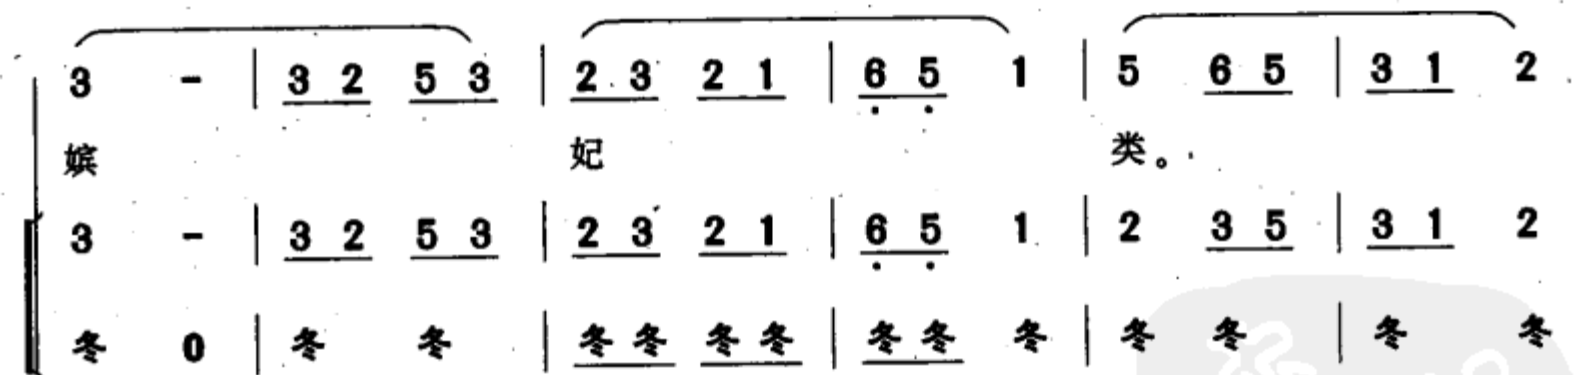 3 - | 3 2 5 3 | 2 3 2 1 | 6 5 1 | 5 6 5 | 3 1 2
嫔 妃 类。
3 - | 3 2 5 3 | 2 3 2 1 | 6 5 1 | 2 3 5 | 3 1 2
冬 0 | 冬 冬 | 冬冬 冬冬 | 冬冬 冬 | 冬 冬 | 冬 冬